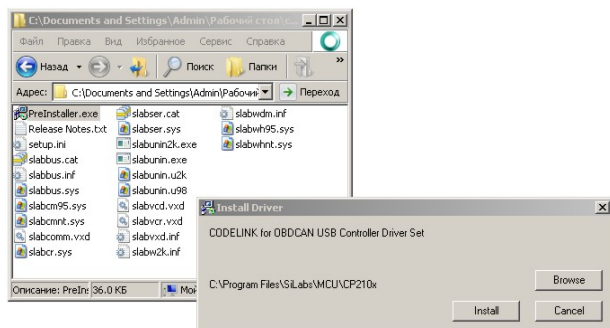 C:\Documents and Settings\Admin\Рабочий стол\c...
Файл Правка Вид Избранное Сервис Справка
Назад Поиск Папки »
Адрес: C:\Documents and Settings\Admin\Рабочий Переход
PreInstaller.exe slabser.cat slabwdm.inf
Release Notes.txt slabser.sys slabwh95.sys
setup.ini slabunin2k.exe slabwhnt.sys
slabbus.cat slabunin.exe
slabbus.inf slabunin.u2k
slabbus.sys slabunin.u98
slabcm95.sys slabvcd.vxd
slabcmnt.sys slabvcr.vxd
slabcomm.vxd slabvxd.inf
slabcr.sys slabw2k.inf
Описание: PreIns 36.0 КБ Мой
Install Driver
CODELINK for OBDCAN USB Controller Driver Set
C:\Program Files\SiLabs\MCU\CP210x
Browse
Install Cancel